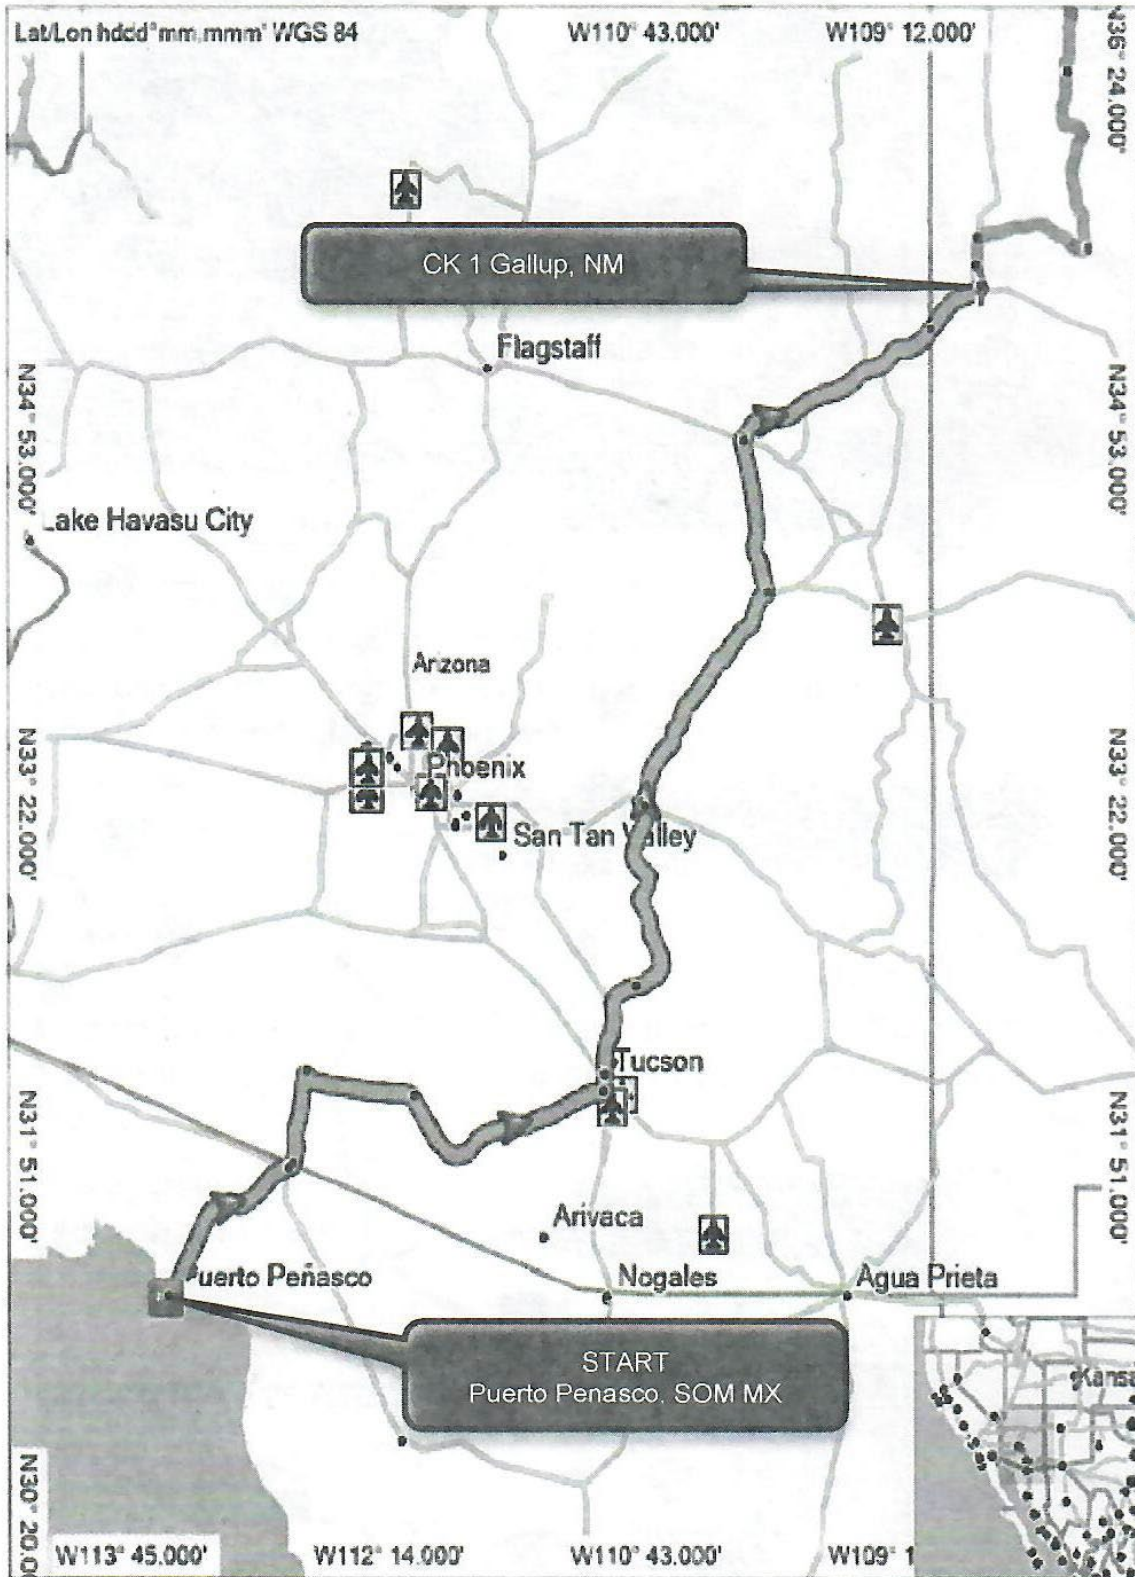 Lat/Lon hddd°mm.mmm' WGS 84
W110° 43.000'
W109° 12.000'
N36° 24.000'
CK 1 Gallup, NM
Flagstaff
N34° 53.000'
N34° 53.000'
Lake Havasu City
Arizona
Phoenix
N33° 22.000'
N33° 22.000'
San Tan Valley
Tucson
N31° 51.000'
N31° 51.000'
Arivaca
Puerto Peñasco
Nogales
Agua Prieta
START
Puerto Penasco, SOM MX
Kansa
N30° 20.00
W113° 45.000'
W112° 14.000'
W110° 43.000'
W109° 1